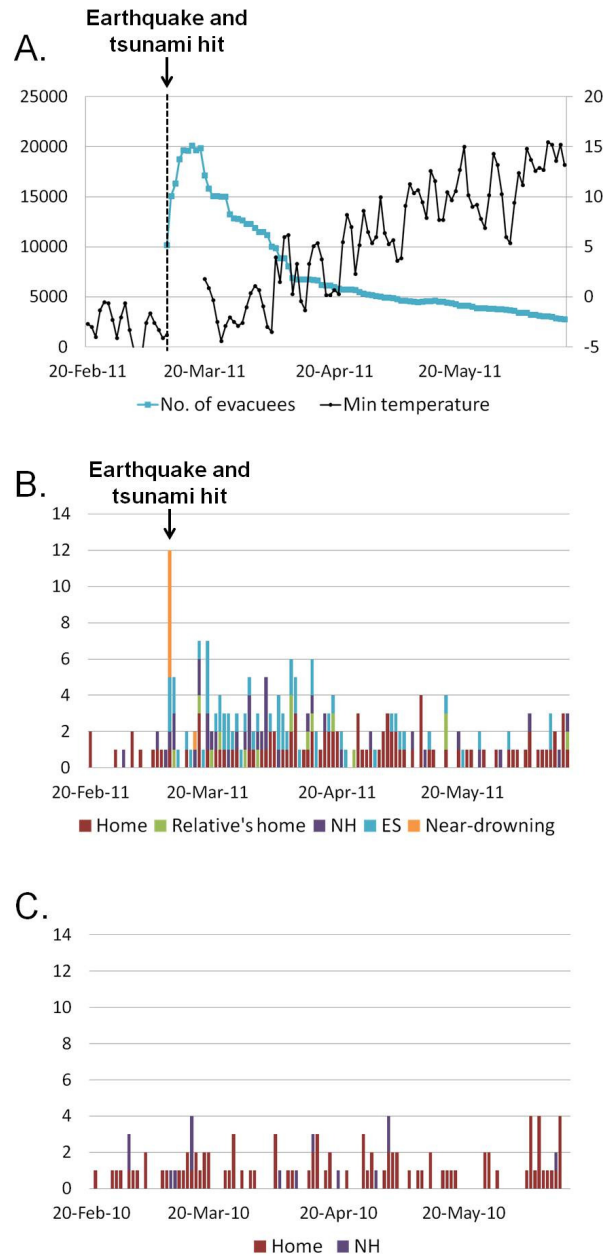 Earthquake and
tsunami hit
A.
25000 20
20000 15
15000 10
10000 5
5000 0
0 -5
20-Feb-11 20-Mar-11 20-Apr-11 20-May-11
No. of evacuees Min temperature
B.
Earthquake and
tsunami hit
14
12
10
8
6
4
2
0
20-Feb-11 20-Mar-11 20-Apr-11 20-May-11
Home Relative's home NH ES Near-drowning
C.
14
12
10
8
6
4
2
0
20-Feb-10 20-Mar-10 20-Apr-10 20-May-10
Home NH